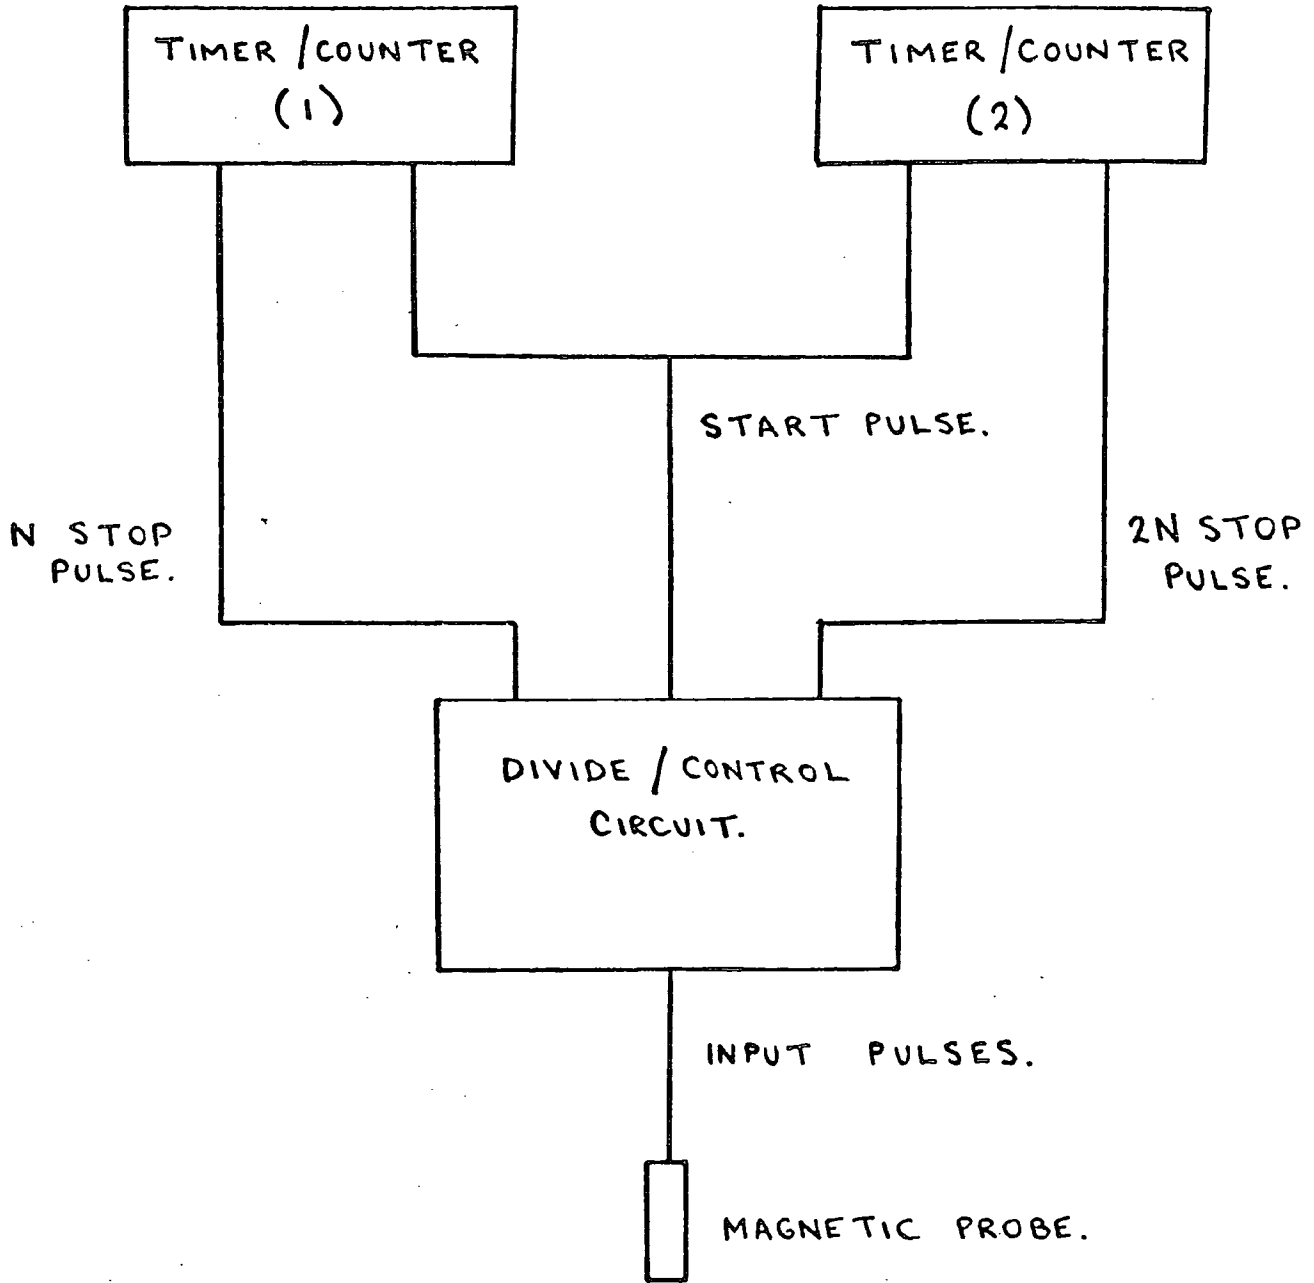 TIMER / COUNTER
(1)
TIMER / COUNTER
(2)
START PULSE.
N STOP
PULSE.
2N STOP
PULSE.
DIVIDE / CONTROL
CIRCUIT.
INPUT PULSES.
MAGNETIC PROBE.